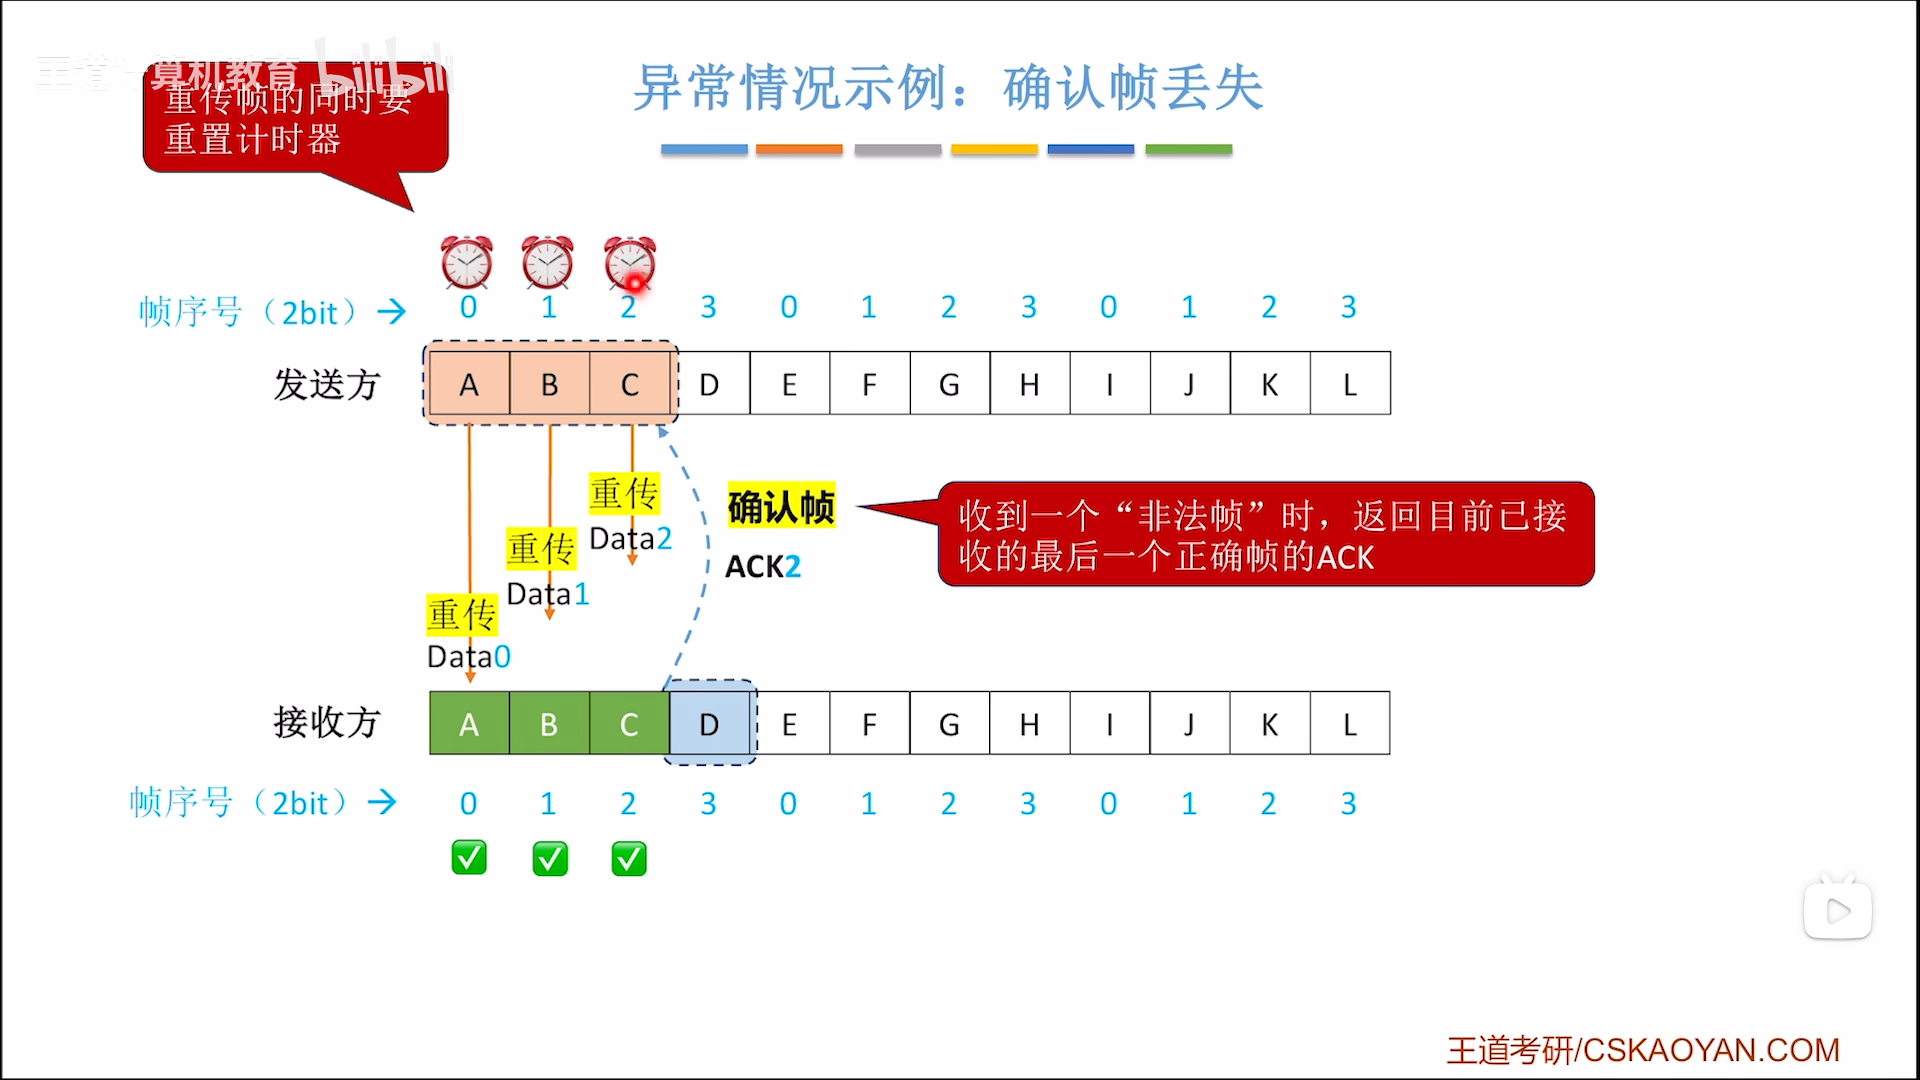 王道计算机教育 bilibili
异常情况示例：确认帧丢失
重传帧的同时要
重置计时器
帧序号（2bit）→ 0 1 2 3 0 1 2 3 0 1 2 3
发送方 A B C D E F G H I J K L
重传
Data2
重传
Data1
重传
Data0
确认帧
ACK2
收到一个“非法帧”时，返回目前已接
收的最后一个正确帧的ACK
接收方 A B C D E F G H I J K L
帧序号（2bit）→ 0 1 2 3 0 1 2 3 0 1 2 3
王道考研/CSKAOYAN.COM